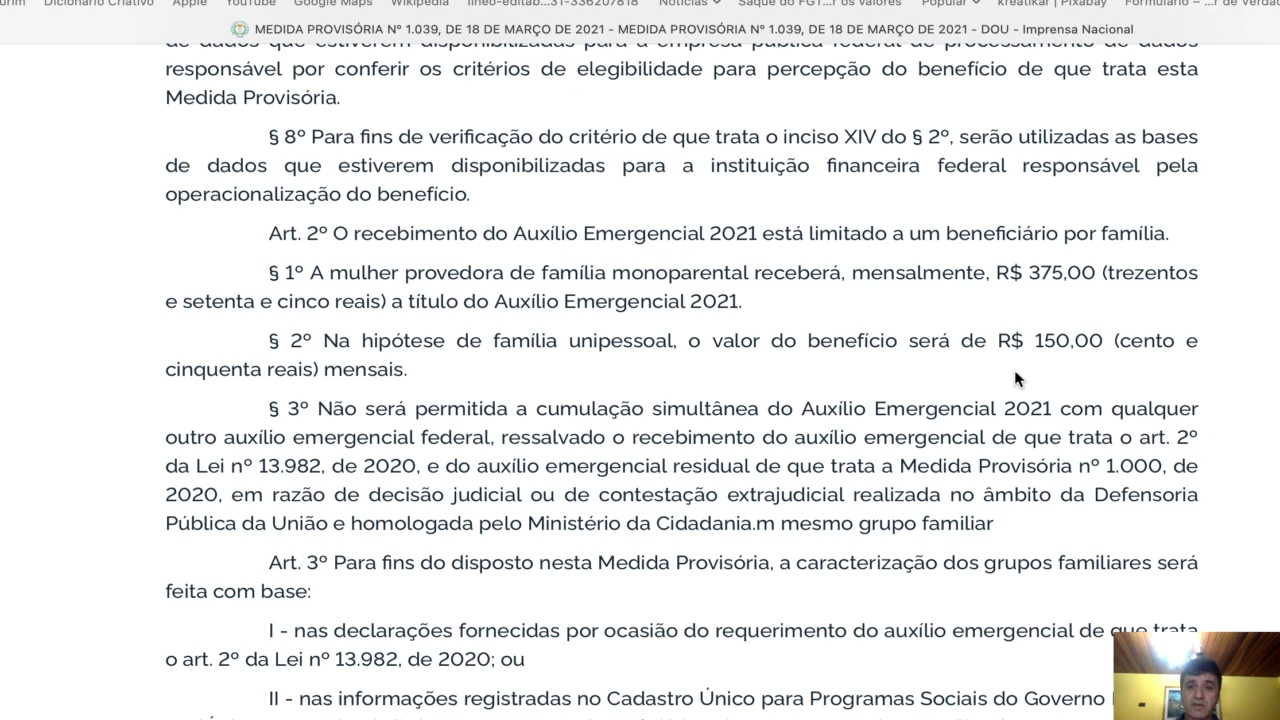 Dicionário Criativo Apple YouTube Google Maps Wikipedia Notícias Saque do FGT...r os valores Popular kreatikar | Pixabay
MEDIDA PROVISÓRIA Nº 1.039, DE 18 DE MARÇO DE 2021 - MEDIDA PROVISÓRIA Nº 1.039, DE 18 DE MARÇO DE 2021 - DOU - Imprensa Nacional
de dados que estiverem disponibilizadas para a empresa pública federal de processamento de dados
responsável por conferir os critérios de elegibilidade para percepção do benefício de que trata esta
Medida Provisória.
§ 8º Para fins de verificação do critério de que trata o inciso XIV do § 2º, serão utilizadas as bases
de dados que estiverem disponibilizadas para a instituição financeira federal responsável pela
operacionalização do benefício.
Art. 2º O recebimento do Auxílio Emergencial 2021 está limitado a um beneficiário por família.
§ 1º A mulher provedora de família monoparental receberá, mensalmente, R$ 375,00 (trezentos
e setenta e cinco reais) a título do Auxílio Emergencial 2021.
§ 2º Na hipótese de família unipessoal, o valor do benefício será de R$ 150,00 (cento e
cinquenta reais) mensais.
§ 3º Não será permitida a cumulação simultânea do Auxílio Emergencial 2021 com qualquer
outro auxílio emergencial federal, ressalvado o recebimento do auxílio emergencial de que trata o art. 2º
da Lei nº 13.982, de 2020, e do auxílio emergencial residual de que trata a Medida Provisória nº 1.000, de
2020, em razão de decisão judicial ou de contestação extrajudicial realizada no âmbito da Defensoria
Pública da União e homologada pelo Ministério da Cidadania.m mesmo grupo familiar
Art. 3º Para fins do disposto nesta Medida Provisória, a caracterização dos grupos familiares será
feita com base:
I - nas declarações fornecidas por ocasião do requerimento do auxílio emergencial de que trata
o art. 2º da Lei nº 13.982, de 2020; ou
II - nas informações registradas no Cadastro Único para Programas Sociais do Governo